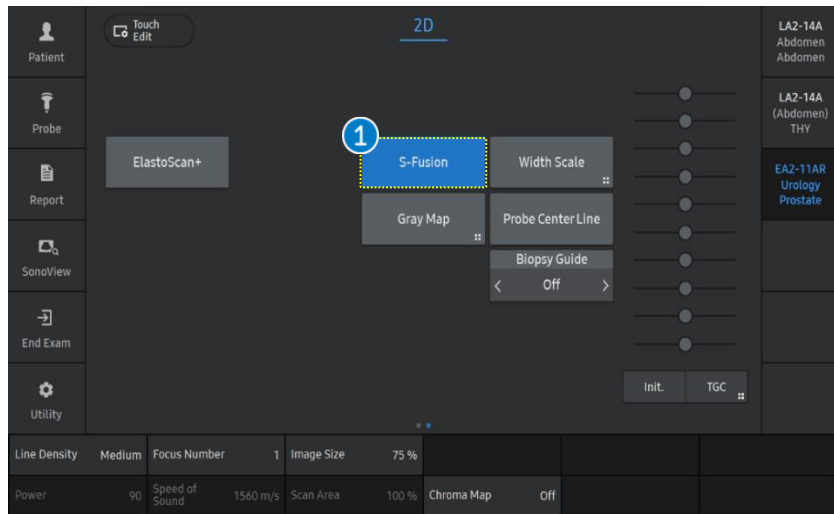 Patient
Touch
Edit
2D
LA2-14A
Abdomen
Abdomen
Probe
LA2-14A
(Abdomen)
THY
1
ElastoScan+
S-Fusion
Width Scale
EA2-11AR
Urology
Prostate
Report
Gray Map
Probe Center Line
Biopsy Guide
< Off >
SonoView
End Exam
Init.
TGC
Utility
Line Density Medium
Focus Number 1
Image Size 75 %
Power 90
Speed of
Sound 1560 m/s
Scan Area 100 %
Chroma Map Off